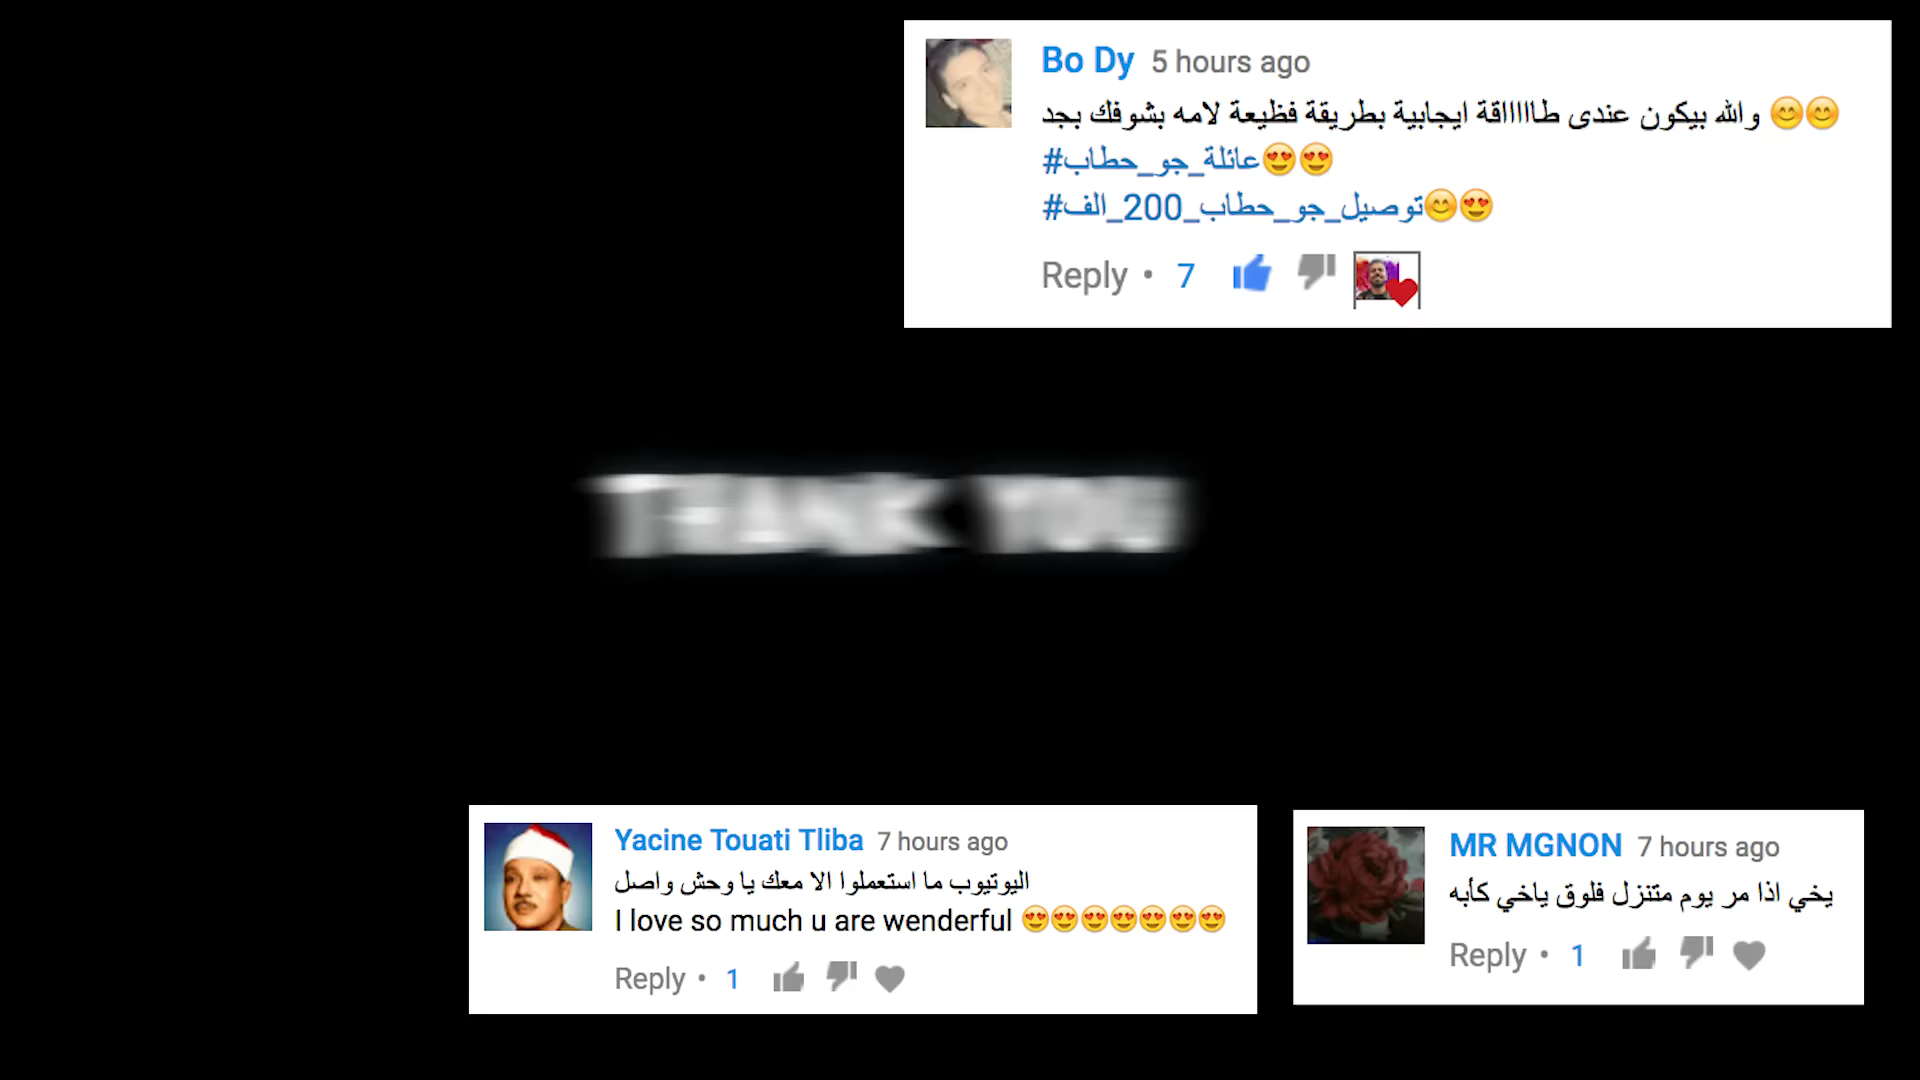 Bo Dy 5 hours ago
والله بيكون عندى طاااااقة ايجابية بطريقة فظيعة لامه بشوفك بجد 😊😊
#عائلة_جو_حطاب😍😍
#توصيل_جو_حطاب_200_الف😊😍
Reply • 7
THANK YOU
Yacine Touati Tliba 7 hours ago
اليوتيوب ما استعملوا الا معك يا وحش واصل
I love so much u are wenderful 😍😍😍😍😍😍😍
Reply • 1
MR MGNON 7 hours ago
يخي اذا مر يوم متنزل فلوق ياخي كأبه
Reply • 1